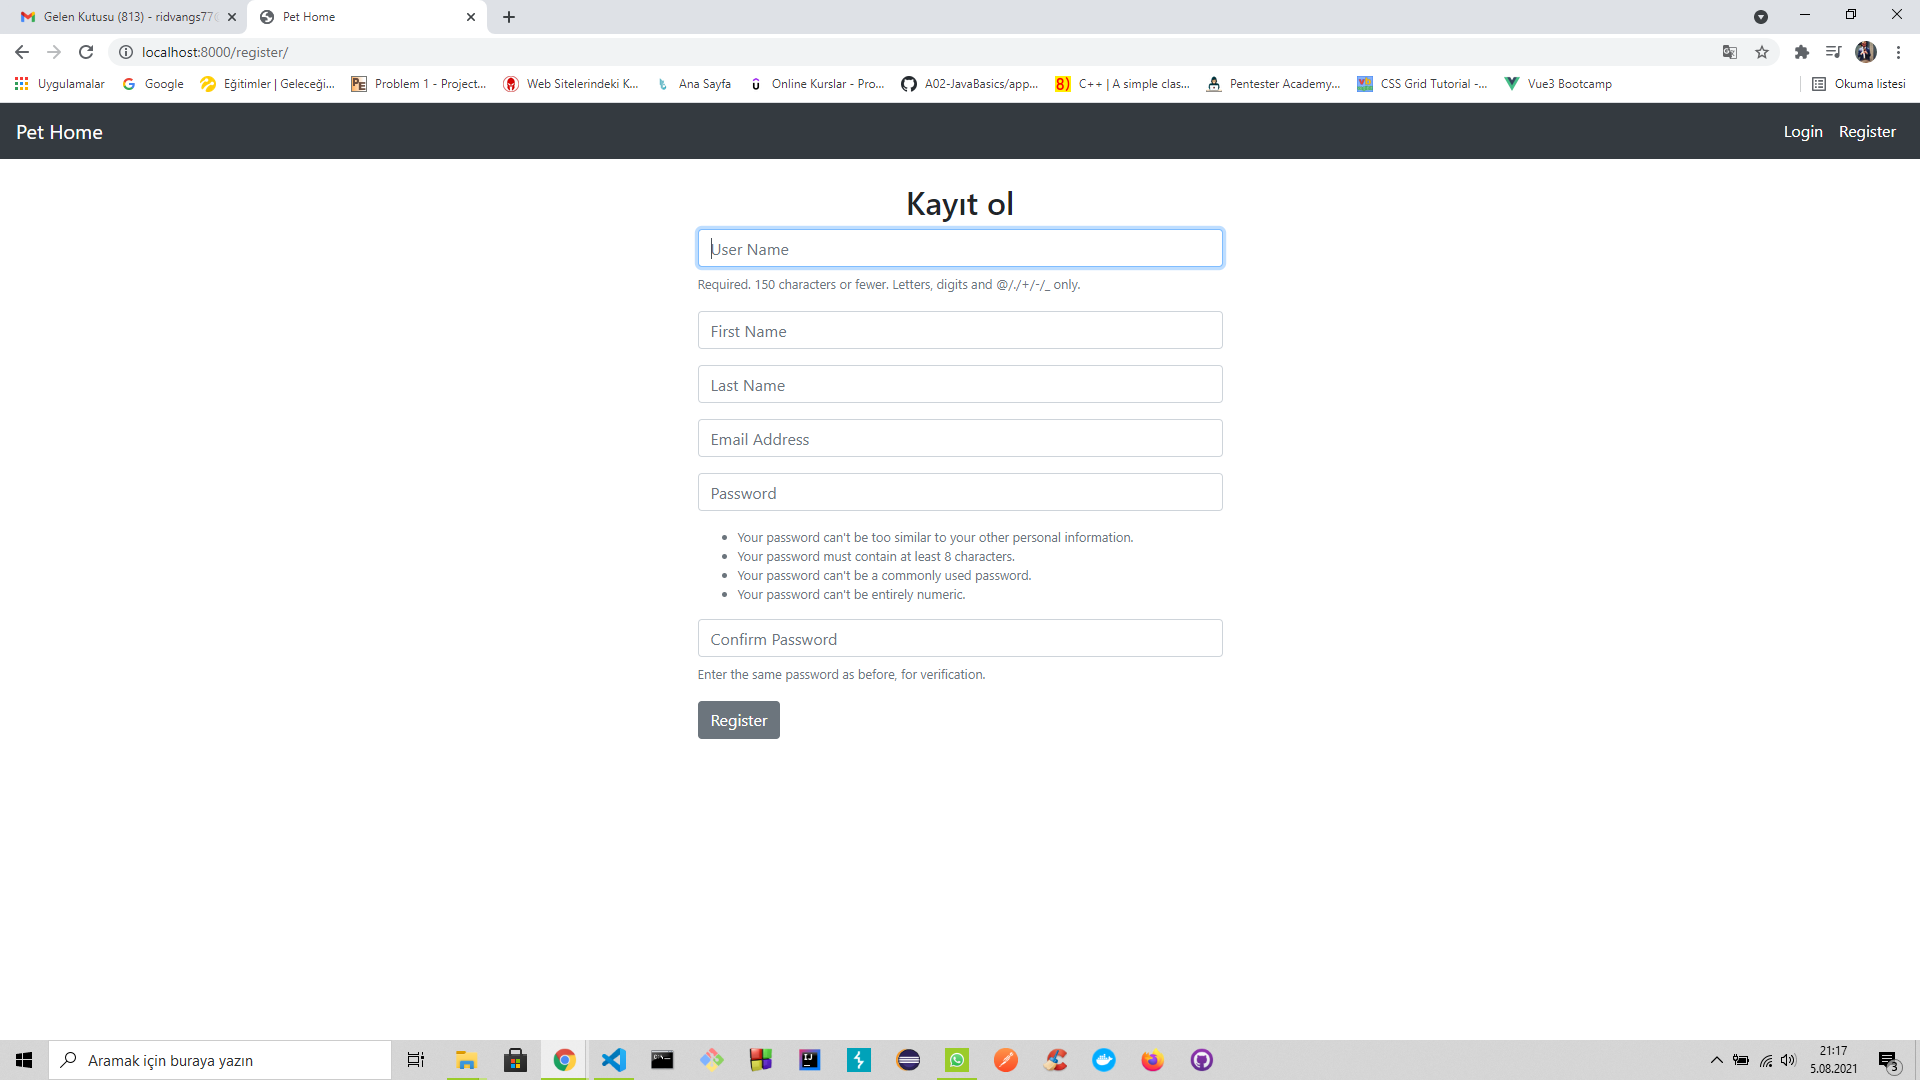 Gelen Kutusu (813) - ridvangs77
Pet Home
localhost:8000/register/
Uygulamalar
Google
Eğitimler | Geleceği...
Problem 1 - Project...
Web Sitelerindeki K...
Ana Sayfa
Online Kurslar - Pro...
A02-JavaBasics/app...
C++ | A simple clas...
Pentester Academy...
CSS Grid Tutorial -...
Vue3 Bootcamp
Okuma listesi
Pet Home
Login
Register
Kayıt ol
User Name
Required. 150 characters or fewer. Letters, digits and @/./+/-/_ only.
First Name
Last Name
Email Address
Password
• Your password can't be too similar to your other personal information.
• Your password must contain at least 8 characters.
• Your password can't be a commonly used password.
• Your password can't be entirely numeric.
Confirm Password
Enter the same password as before, for verification.
Register
Aramak için buraya yazın
21:17
5.08.2021
3